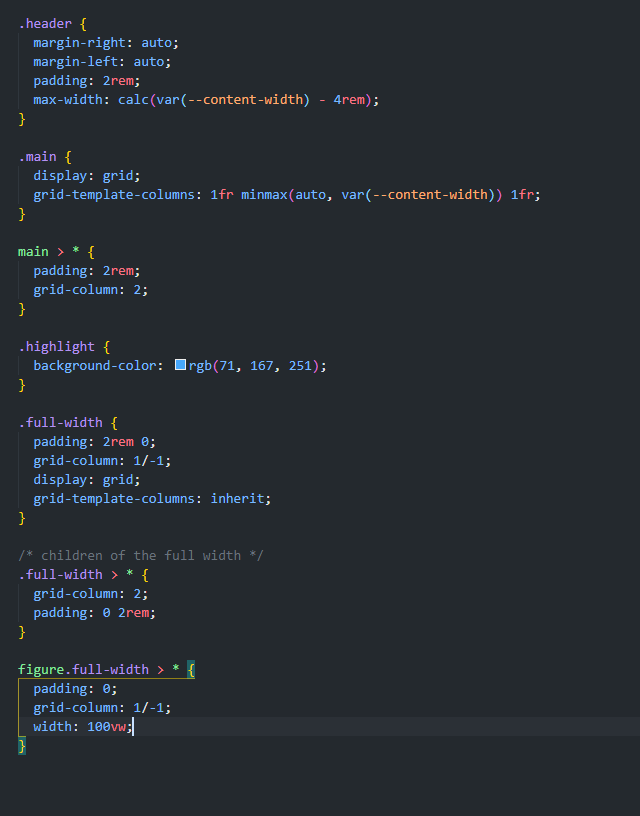 .header {
margin-right: auto;
margin-left: auto;
padding: 2rem;
max-width: calc(var(--content-width) - 4rem);
}
.main {
display: grid;
grid-template-columns: 1fr minmax(auto, var(--content-width)) 1fr;
}
main > * {
padding: 2rem;
grid-column: 2;
}
.highlight {
background-color: rgb(71, 167, 251);
}
.full-width {
padding: 2rem 0;
grid-column: 1/-1;
display: grid;
grid-template-columns: inherit;
}
/* children of the full width */
.full-width > * {
grid-column: 2;
padding: 0 2rem;
}
figure.full-width > * {
padding: 0;
grid-column: 1/-1;
width: 100vw;
}